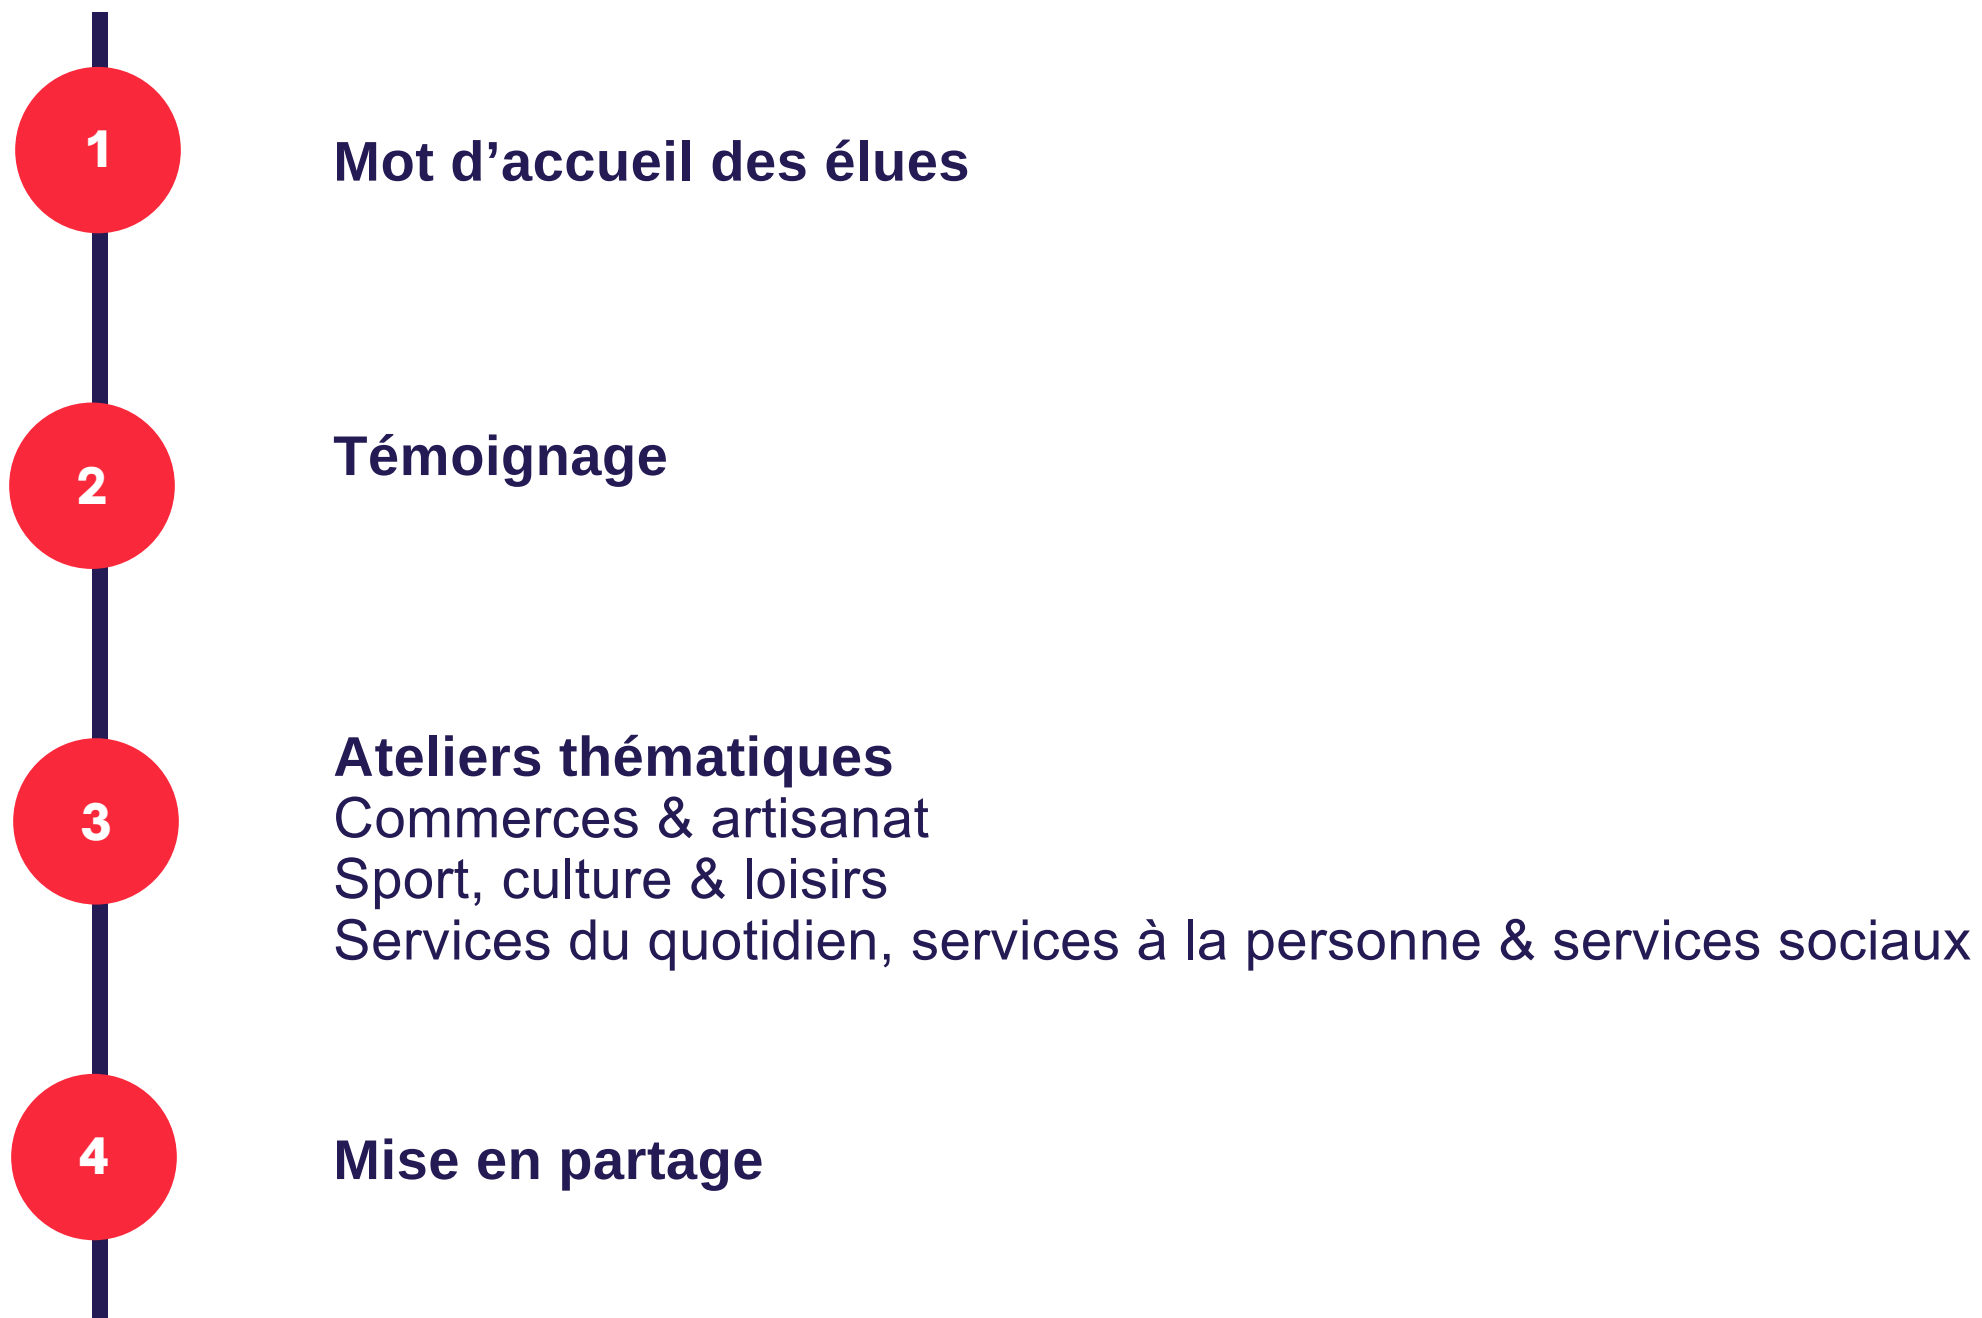 1
Mot d’accueil des élues
2
Témoignage
3
Ateliers thématiques
Commerces & artisanat
Sport, culture & loisirs
Services du quotidien, services à la personne & services sociaux
4
Mise en partage